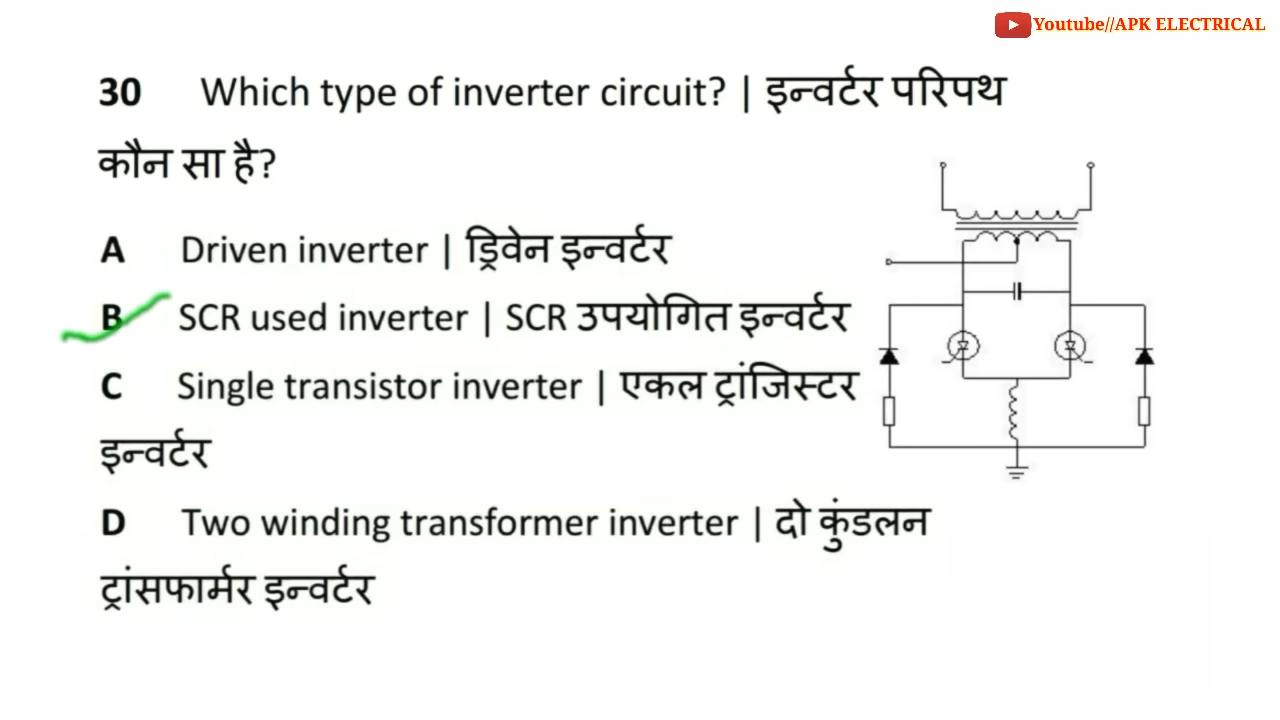 Youtube//APK ELECTRICAL
30 Which type of inverter circuit? | इन्वर्टर परिपथ
कौन सा है?
A Driven inverter | ड्रिवेन इन्वर्टर
B SCR used inverter | SCR उपयोगित इन्वर्टर
C Single transistor inverter | एकल ट्रांजिस्टर
इन्वर्टर
D Two winding transformer inverter | दो कुंडलन
ट्रांसफार्मर इन्वर्टर